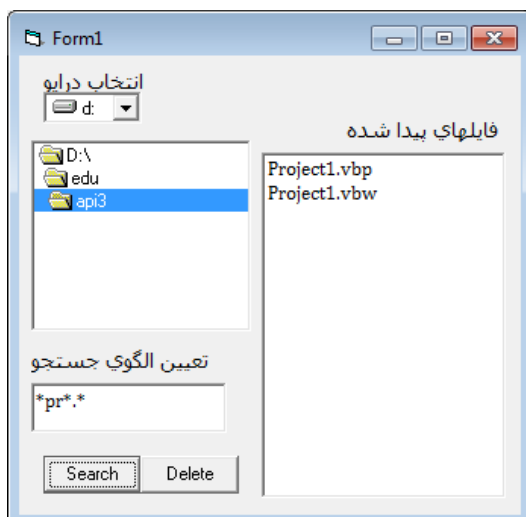 Form1
انتخاب درايو
d:
D:\
edu
api3
تعيين الگوي جستجو
*pr*.*
Search Delete
فايلهاي پيدا شده
Project1.vbp
Project1.vbw